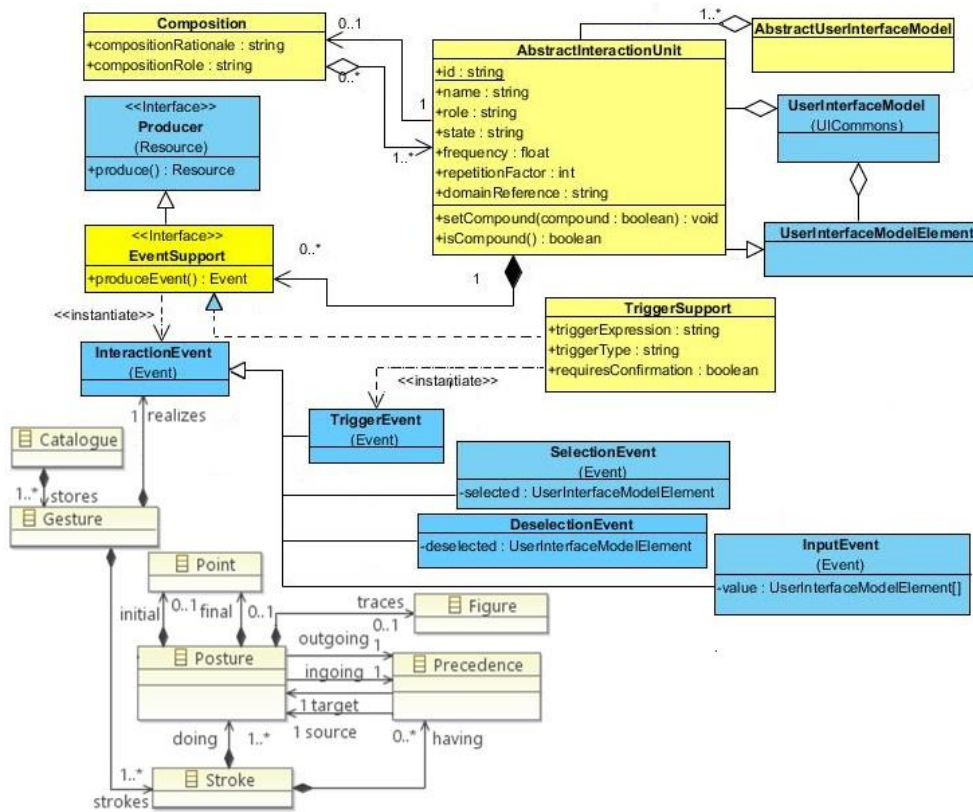 Composition
+compositionRationale : string
+compositionRole : string
0..1
0..*
1
1..*
AbstractInteractionUnit
+id : string
+name : string
+role : string
+state : string
+frequency : float
+repetitionFactor : int
+domainReference : string
+setCompound(compound : boolean) : void
+isCompound() : boolean
1..*
AbstractUserInterfaceModel
UserInterfaceModel
(UICommons)
UserInterfaceModelElement
<<Interface>>
Producer
(Resource)
+produce() : Resource
<<Interface>>
EventSupport
+produceEvent() : Event
0..*
1
<<instantiate>>
TriggerSupport
+triggerExpression : string
+triggerType : string
+requiresConfirmation : boolean
<<instantiate>>
InteractionEvent
(Event)
TriggerEvent
(Event)
SelectionEvent
(Event)
-selected : UserInterfaceModelElement
DeselectionEvent
-deselected : UserInterfaceModelElement
InputEvent
(Event)
-value : UserInterfaceModelElement[]
1 realizes
Catalogue
1..* stores
Gesture
Point
initial 0..1
final 0..1
traces
0..1
Figure
Posture
outgoing 1
ingoing 1
1 target
1 source
Precedence
doing 1..*
0..* having
1..*
strokes
Stroke